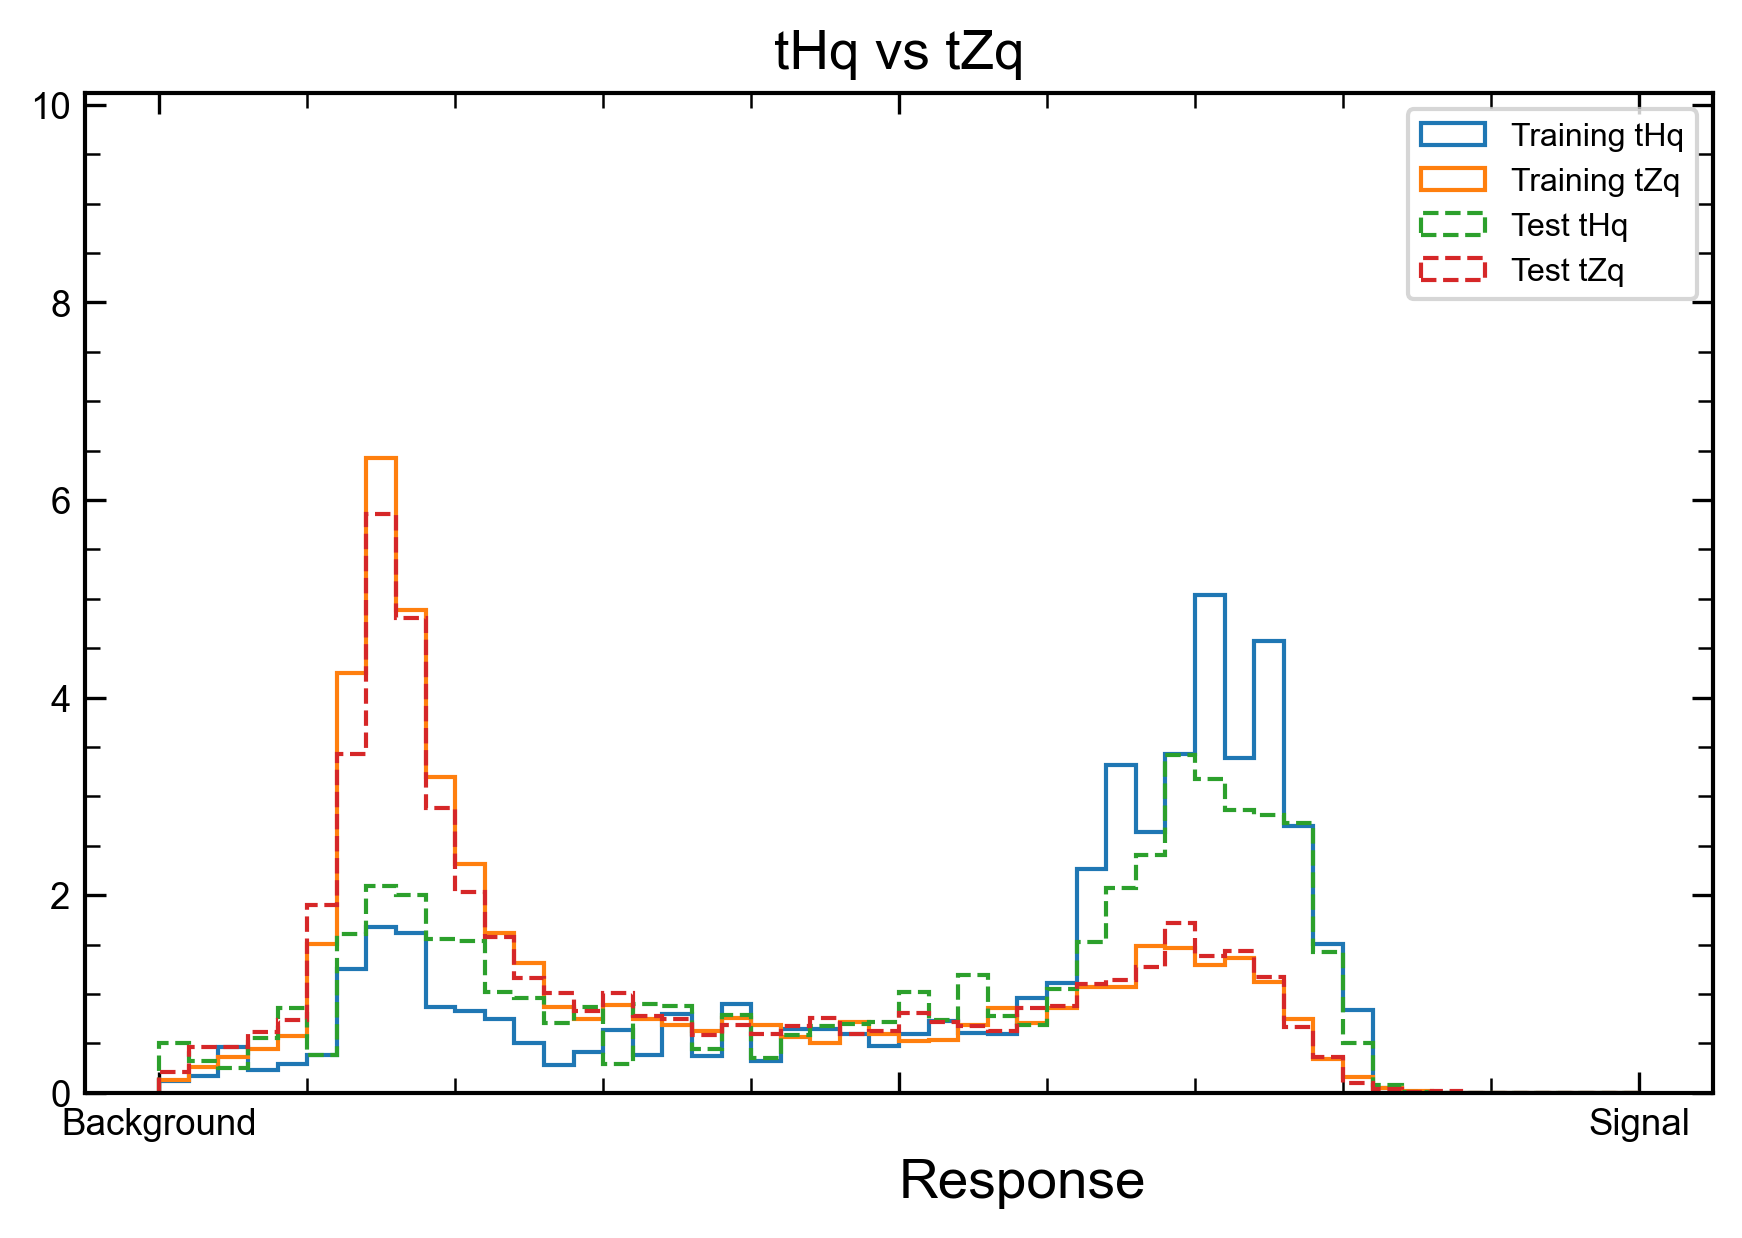 tHq vs tZq
10
8
6
4
2
0
Training tHq
Training tZq
Test tHq
Test tZq
Background
Signal
Response